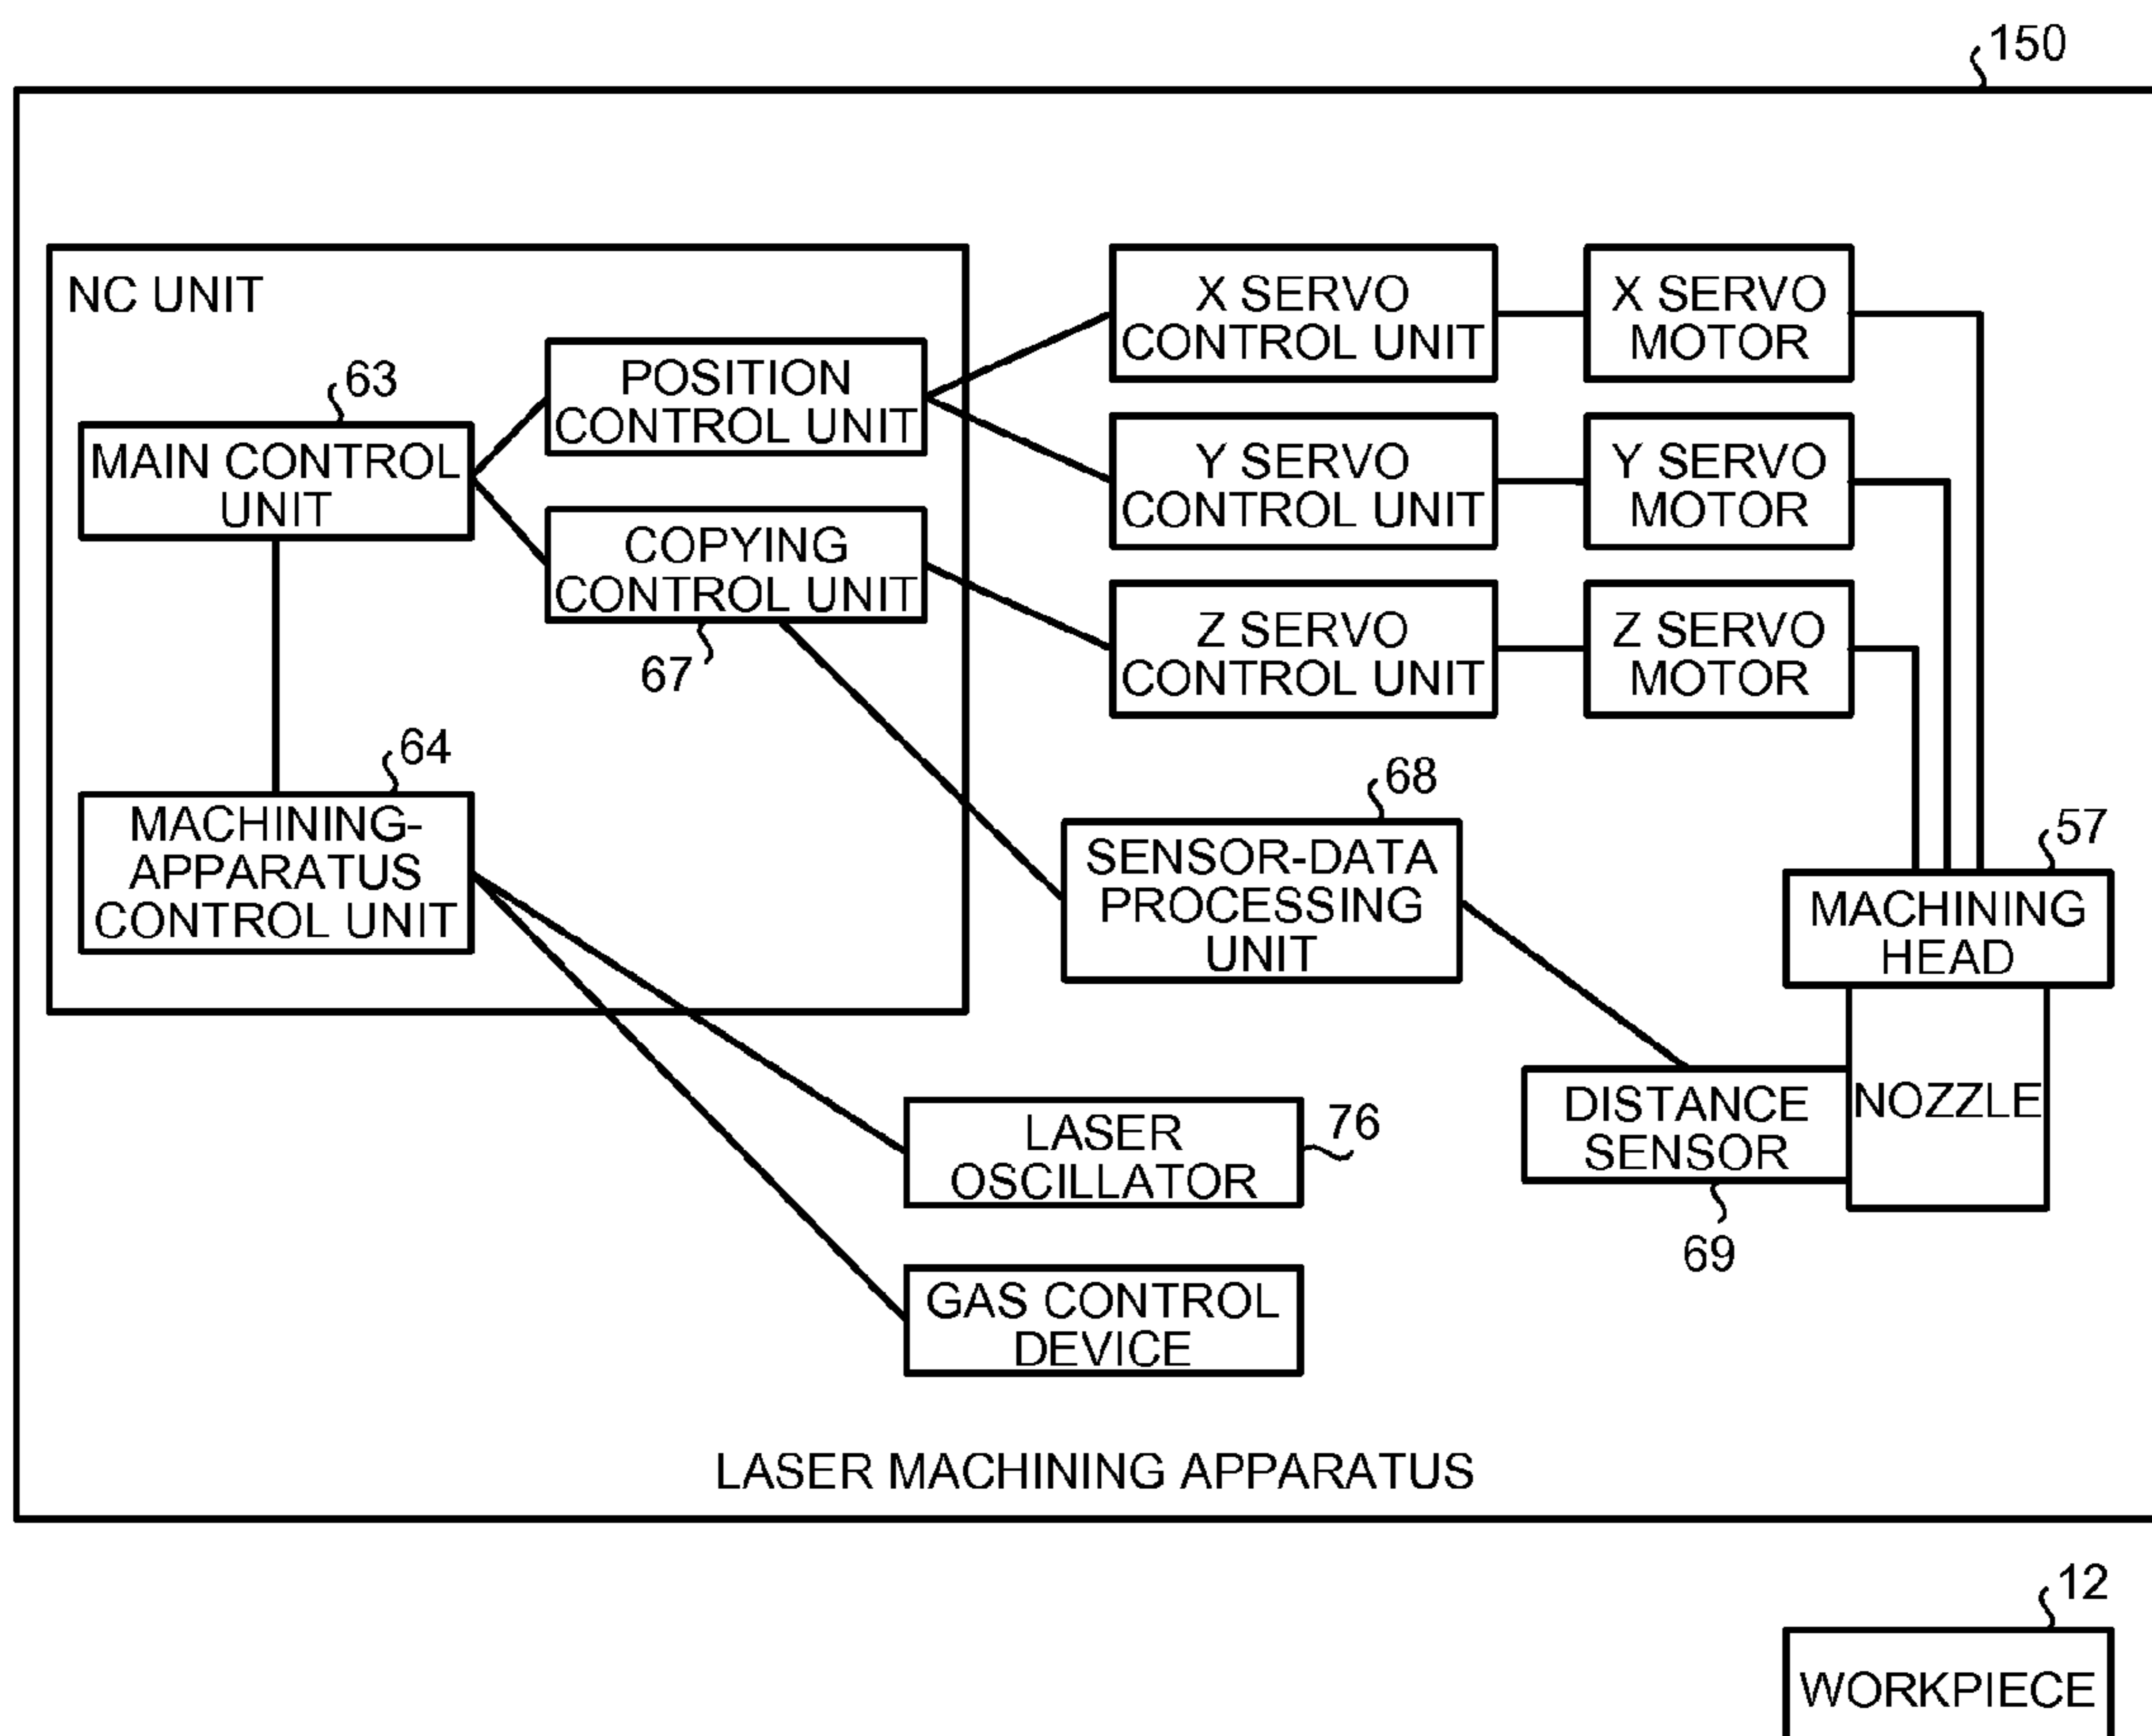 150
NC UNIT
63
MAIN CONTROL
UNIT
POSITION
CONTROL UNIT
COPYING
CONTROL UNIT
67
64
MACHINING-
APPARATUS
CONTROL UNIT
X SERVO
CONTROL UNIT
X SERVO
MOTOR
Y SERVO
CONTROL UNIT
Y SERVO
MOTOR
Z SERVO
CONTROL UNIT
Z SERVO
MOTOR
68
SENSOR-DATA
PROCESSING
UNIT
57
MACHINING
HEAD
DISTANCE
SENSOR
69
NOZZLE
LASER
OSCILLATOR
76
GAS CONTROL
DEVICE
LASER MACHINING APPARATUS
12
WORKPIECE